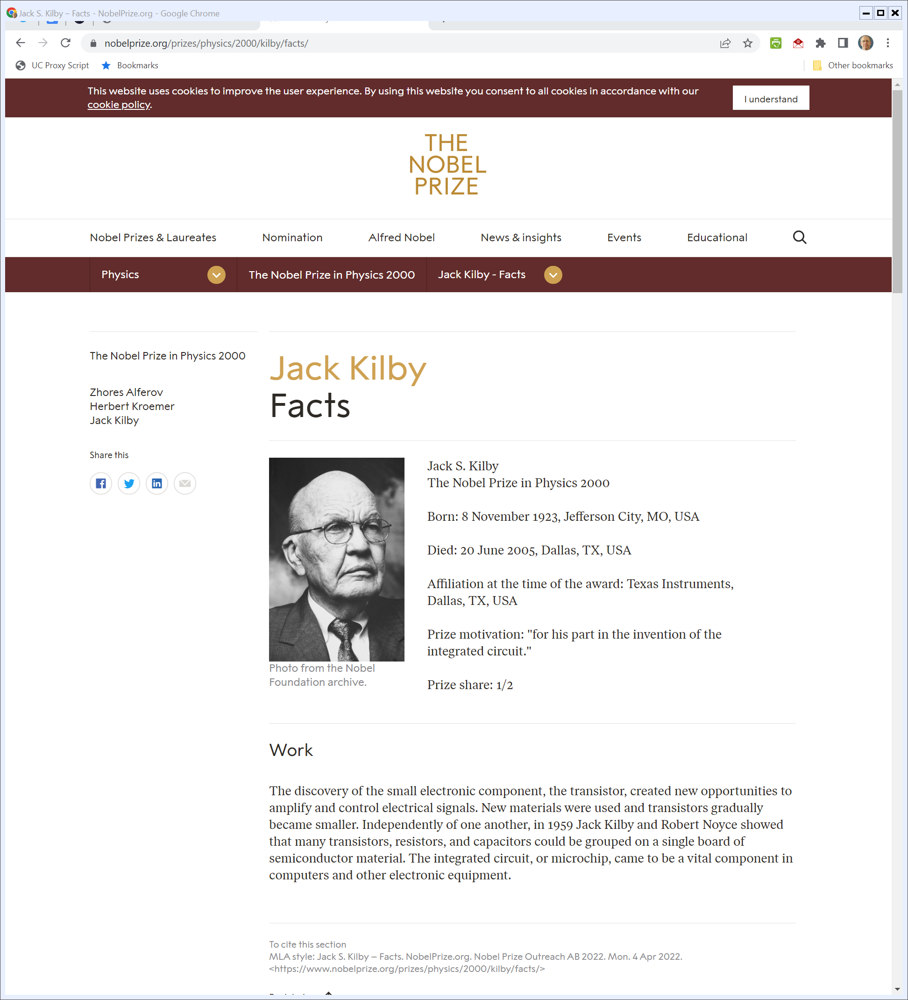 Jack S. Kilby – Facts - NobelPrize.org - Google Chrome
nobelprize.org/prizes/physics/2000/kilby/facts/
UC Proxy Script Bookmarks Other bookmarks
This website uses cookies to improve the user experience. By using this website you consent to all cookies in accordance with our
cookie policy.
I understand
THE
NOBEL
PRIZE
Nobel Prizes & Laureates Nomination Alfred Nobel News & insights Events Educational
Physics The Nobel Prize in Physics 2000 Jack Kilby - Facts
The Nobel Prize in Physics 2000
Zhores Alferov
Herbert Kroemer
Jack Kilby
Share this
Jack Kilby
Facts
Photo from the Nobel
Foundation archive.
Jack S. Kilby
The Nobel Prize in Physics 2000
Born: 8 November 1923, Jefferson City, MO, USA
Died: 20 June 2005, Dallas, TX, USA
Affiliation at the time of the award: Texas Instruments,
Dallas, TX, USA
Prize motivation: "for his part in the invention of the
integrated circuit."
Prize share: 1/2
Work
The discovery of the small electronic component, the transistor, created new opportunities to
amplify and control electrical signals. New materials were used and transistors gradually
became smaller. Independently of one another, in 1959 Jack Kilby and Robert Noyce showed
that many transistors, resistors, and capacitors could be grouped on a single board of
semiconductor material. The integrated circuit, or microchip, came to be a vital component in
computers and other electronic equipment.
To cite this section
MLA style: Jack S. Kilby – Facts. NobelPrize.org. Nobel Prize Outreach AB 2022. Mon. 4 Apr 2022.
<https://www.nobelprize.org/prizes/physics/2000/kilby/facts/>